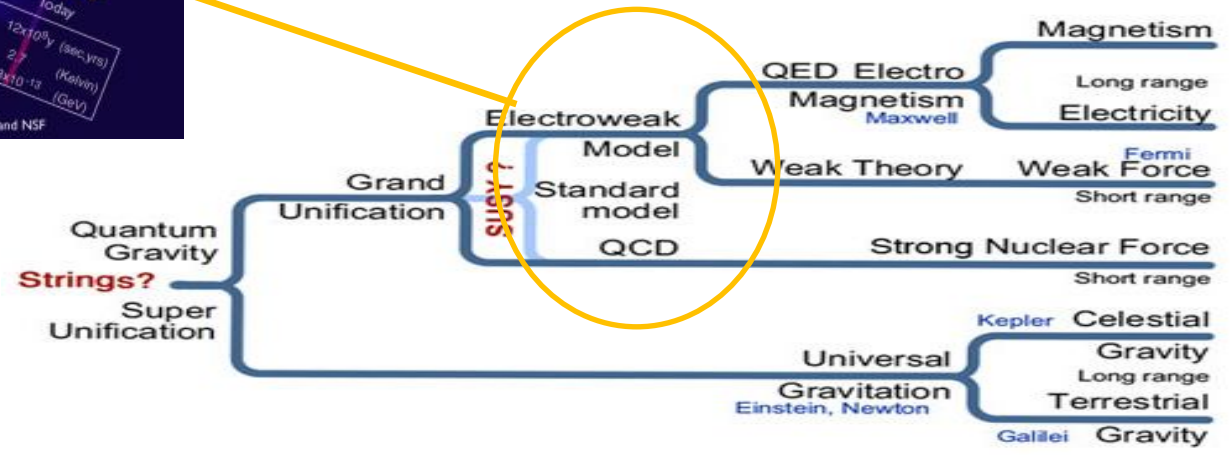 Today
12x10⁹y (sec,yrs)
2.7 (Kelvin)
(GeV)
and NSF
Magnetism
QED Electro
Long range
Magnetism
Maxwell
Electricity
Electroweak
Model
Fermi
Weak Theory
Weak Force
Short range
Grand
Unification
SUSY ?
Standard
model
Quantum
Gravity
QCD
Strong Nuclear Force
Short range
Strings?
Super
Unification
Kepler Celestial
Gravity
Universal
Long range
Gravitation
Einstein, Newton
Terrestrial
Galilei Gravity